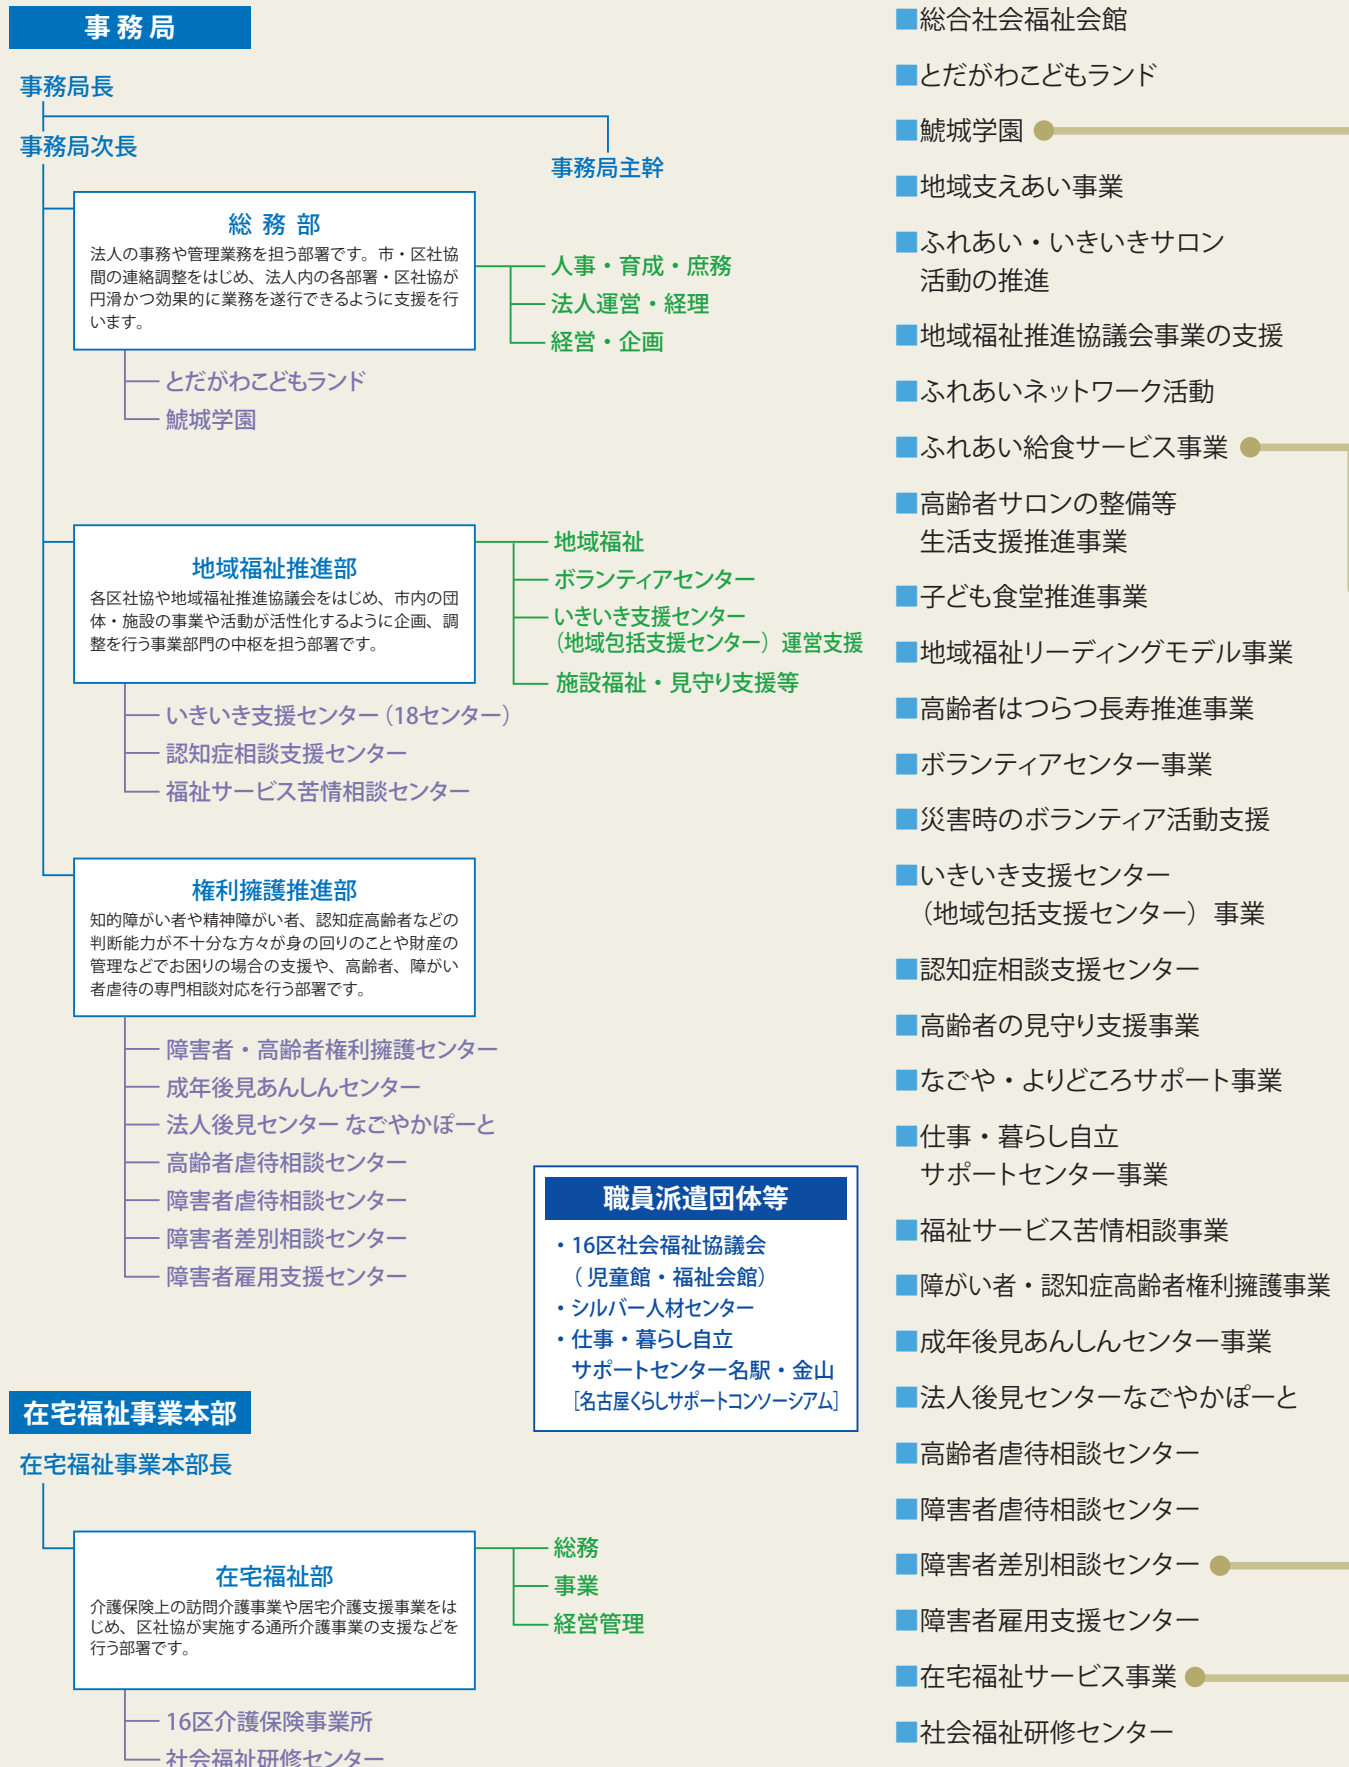 事務局
事務局長
事務局次長
事務局主幹
総務部
法人の事務や管理業務を担う部署です。市・区社協
間の連絡調整をはじめ、法人内の各部署・区社協が
円滑かつ効果的に業務を遂行できるように支援を行
います。
人事・育成・庶務
法人運営・経理
経営・企画
とだがわこどもランド
鯱城学園
地域福祉推進部
各区社協や地域福祉推進協議会をはじめ、市内の団
体・施設の事業や活動が活性化するように企画、調
整を行う事業部門の中枢を担う部署です。
地域福祉
ボランティアセンター
いきいき支援センター
（地域包括支援センター）運営支援
施設福祉・見守り支援等
いきいき支援センター（18センター）
認知症相談支援センター
福祉サービス苦情相談センター
権利擁護推進部
知的障がい者や精神障がい者、認知症高齢者などの
判断能力が不十分な方々が身の回りのことや財産の
管理などでお困りの場合の支援や、高齢者、障がい
者虐待の専門相談対応を行う部署です。
障害者・高齢者権利擁護センター
成年後見あんしんセンター
法人後見センター なごやかぽーと
高齢者虐待相談センター
障害者虐待相談センター
障害者差別相談センター
障害者雇用支援センター
職員派遣団体等
・16区社会福祉協議会
（児童館・福祉会館）
・シルバー人材センター
・仕事・暮らし自立
サポートセンター名駅・金山
［名古屋くらしサポートコンソーシアム］
在宅福祉事業本部
在宅福祉事業本部長
在宅福祉部
介護保険上の訪問介護事業や居宅介護支援事業をは
じめ、区社協が実施する通所介護事業の支援などを
行う部署です。
総務
事業
経営管理
16区介護保険事業所
社会福祉研修センター
■総合社会福祉会館
■とだがわこどもランド
■鯱城学園
■地域支えあい事業
■ふれあい・いきいきサロン
活動の推進
■地域福祉推進協議会事業の支援
■ふれあいネットワーク活動
■ふれあい給食サービス事業
■高齢者サロンの整備等
生活支援推進事業
■子ども食堂推進事業
■地域福祉リーディングモデル事業
■高齢者はつらつ長寿推進事業
■ボランティアセンター事業
■災害時のボランティア活動支援
■いきいき支援センター
（地域包括支援センター）事業
■認知症相談支援センター
■高齢者の見守り支援事業
■なごや・よりどころサポート事業
■仕事・暮らし自立
サポートセンター事業
■福祉サービス苦情相談事業
■障がい者・認知症高齢者権利擁護事業
■成年後見あんしんセンター事業
■法人後見センターなごやかぽーと
■高齢者虐待相談センター
■障害者虐待相談センター
■障害者差別相談センター
■障害者雇用支援センター
■在宅福祉サービス事業
■社会福祉研修センター